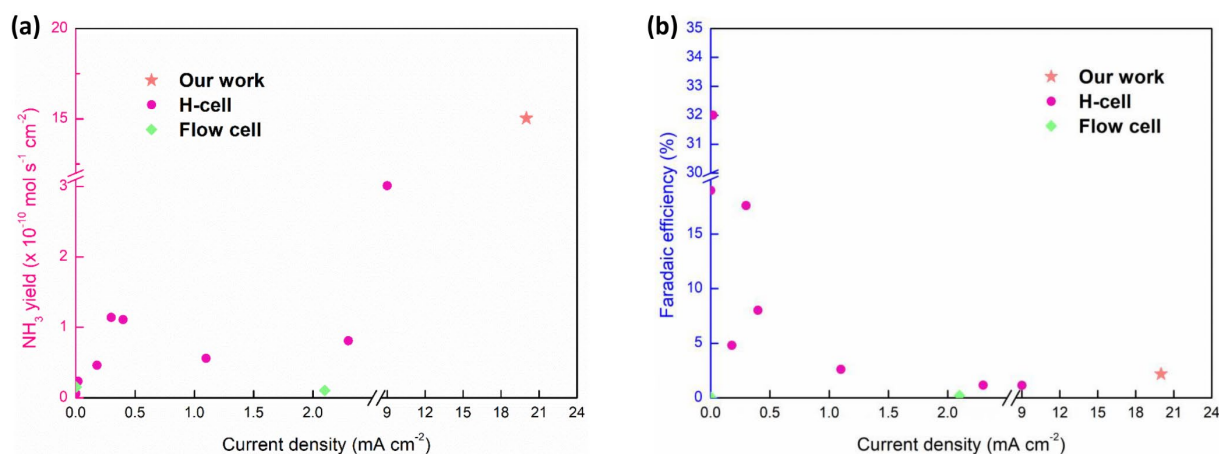 (a)
20
15
3
2
1
0
NH₃ yield (x 10⁻¹⁰ mol s⁻¹ cm⁻²)
Our work
H-cell
Flow cell
0.0 0.5 1.0 1.5 2.0 9 12 15 18 21 24
Current density (mA cm⁻²)
(b)
35
34
33
32
31
30
15
10
5
0
Faradaic efficiency (%)
Our work
H-cell
Flow cell
0.0 0.5 1.0 1.5 2.0 9 12 15 18 21 24
Current density (mA cm⁻²)